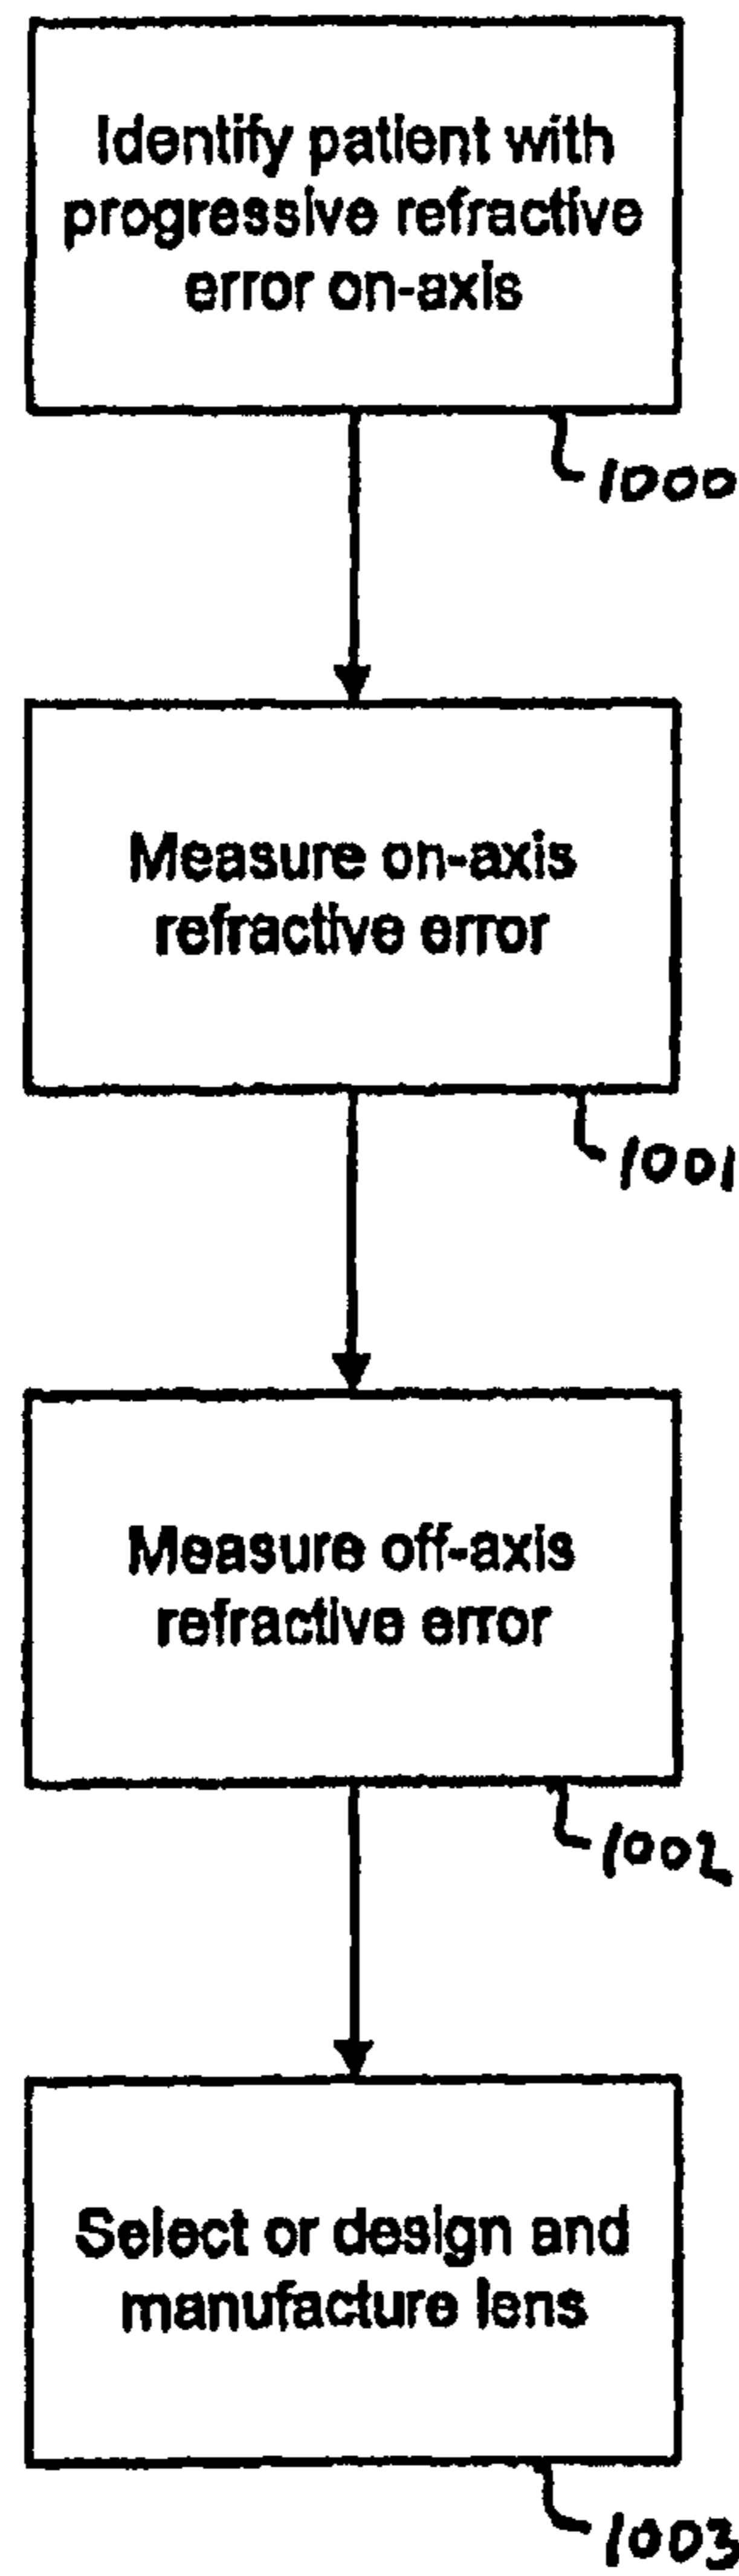 Identify patient with
progressive refractive
error on-axis
1000
Measure on-axis
refractive error
1001
Measure off-axis
refractive error
1002
Select or design and
manufacture lens
1003